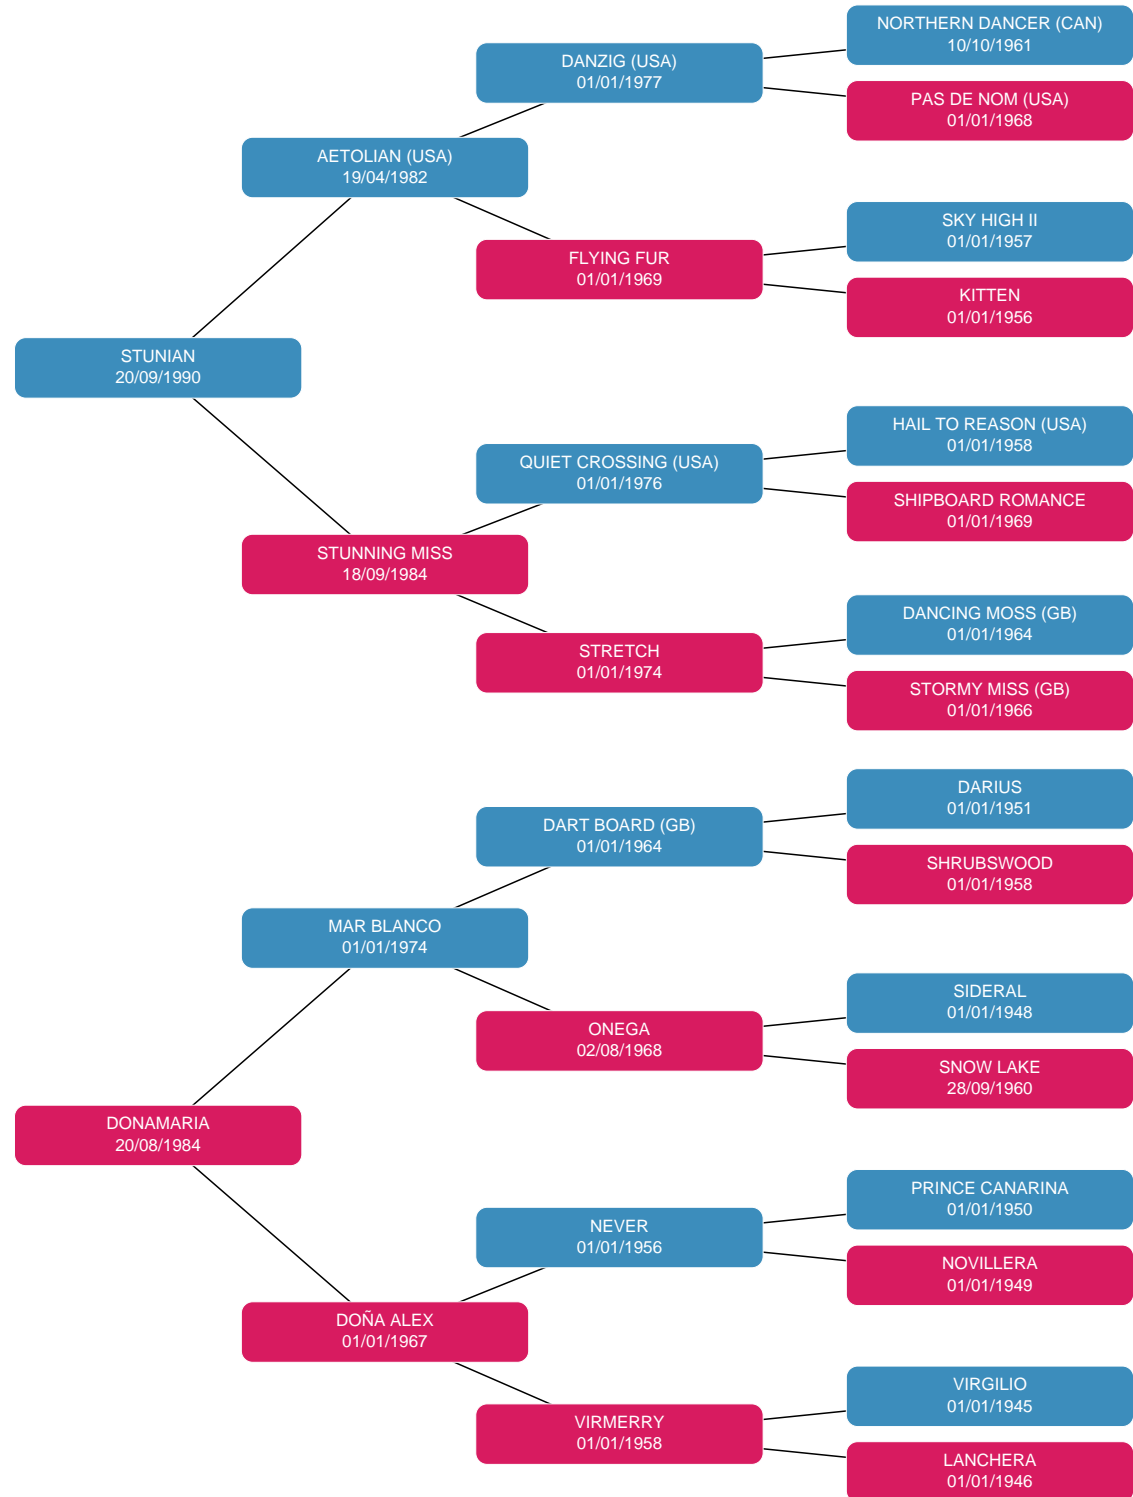 NORTHERN DANCER (CAN)
10/10/1961
DANZIG (USA)
01/01/1977
PAS DE NOM (USA)
01/01/1968
AETOLIAN (USA)
19/04/1982
SKY HIGH II
01/01/1957
FLYING FUR
01/01/1969
KITTEN
01/01/1956
STUNIAN
20/09/1990
HAIL TO REASON (USA)
01/01/1958
QUIET CROSSING (USA)
01/01/1976
SHIPBOARD ROMANCE
01/01/1969
STUNNING MISS
18/09/1984
DANCING MOSS (GB)
01/01/1964
STRETCH
01/01/1974
STORMY MISS (GB)
01/01/1966
DARIUS
01/01/1951
DART BOARD (GB)
01/01/1964
SHRUBSWOOD
01/01/1958
MAR BLANCO
01/01/1974
SIDERAL
01/01/1948
ONEGA
02/08/1968
SNOW LAKE
28/09/1960
DONAMARIA
20/08/1984
PRINCE CANARINA
01/01/1950
NEVER
01/01/1956
NOVILLERA
01/01/1949
DOÑA ALEX
01/01/1967
VIRGILIO
01/01/1945
VIRMERRY
01/01/1958
LANCHERA
01/01/1946